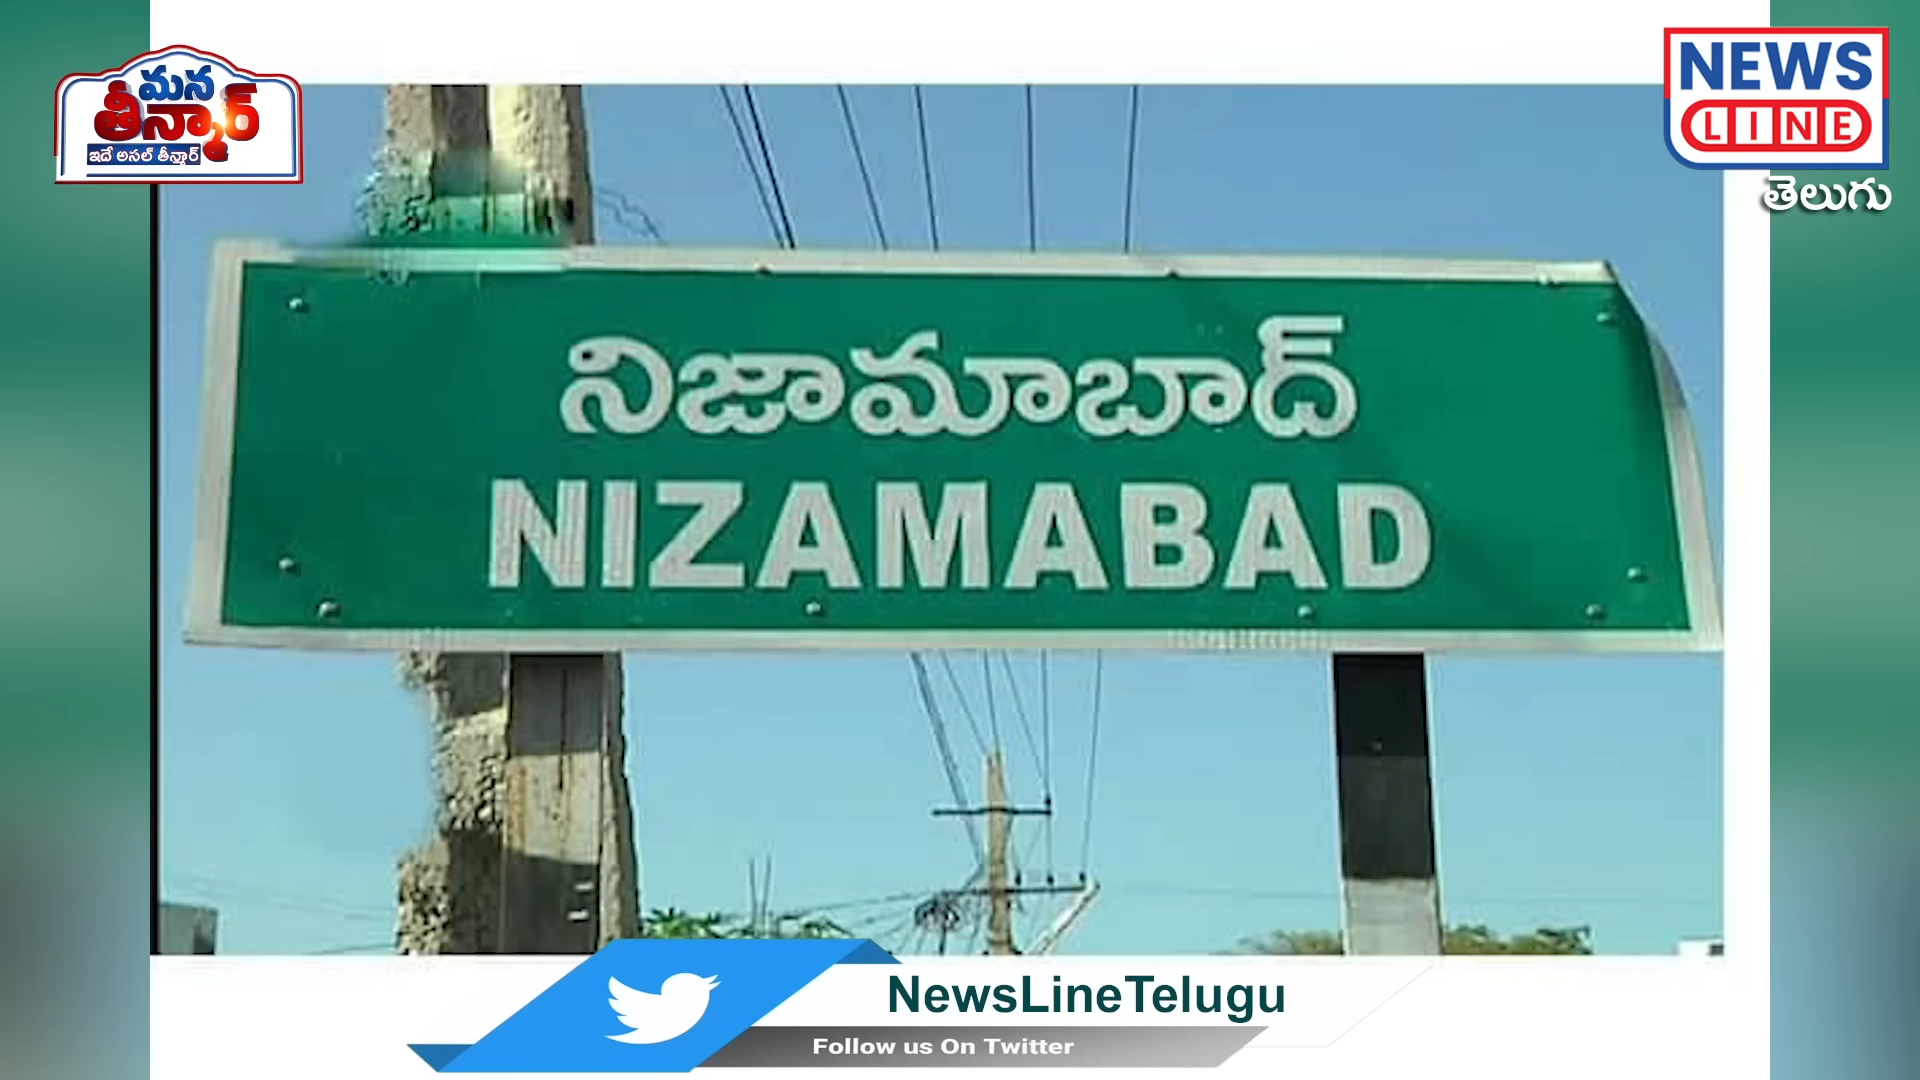 మన
తీన్మార్
ఇదే అసల్ తీన్మార్
NEWS
LINE
తెలుగు
నిజామాబాద్
NIZAMABAD
NewsLineTelugu
Follow us On Twitter